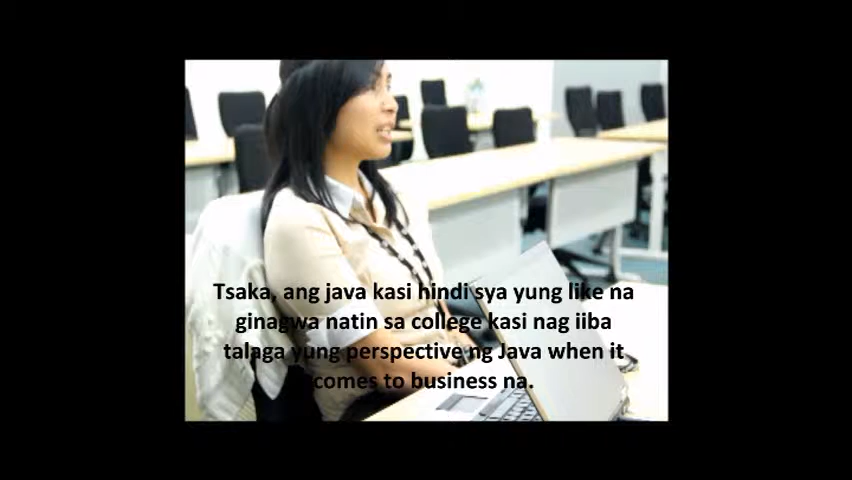 Tsaka, ang java kasi hindi sya yung like na
ginagwa natin sa college kasi nag iiba
talaga yung perspective ng Java when it
comes to business na.